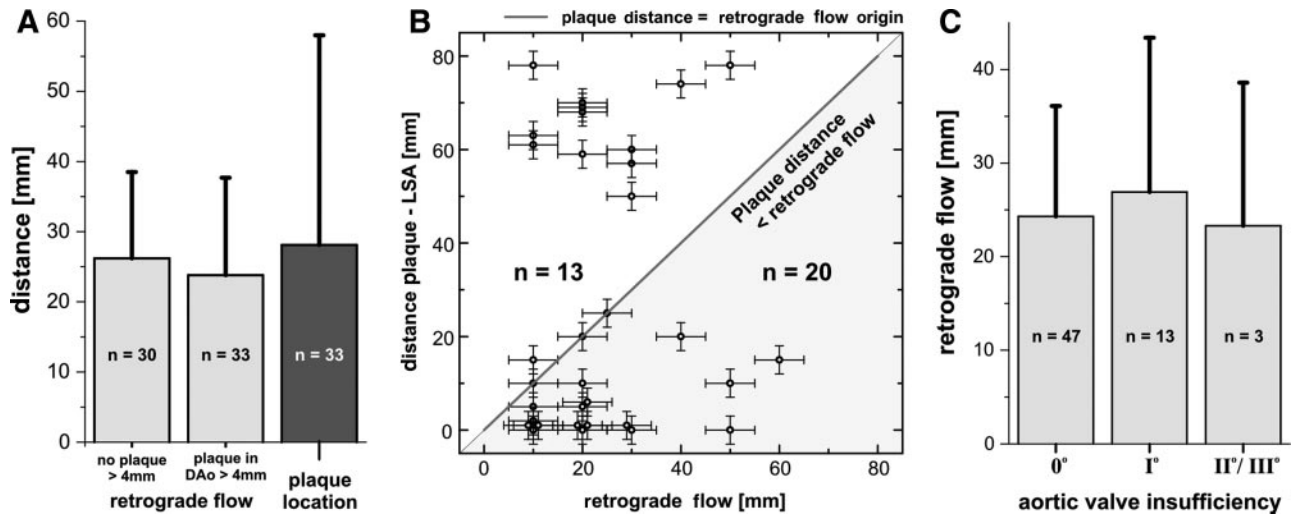 A
distance [mm]
60
50
40
30
20
10
0
n = 30
n = 33
n = 33
no plaque
> 4mm
plaque in
DAo > 4mm
retrograde flow
plaque
location
B
plaque distance = retrograde flow origin
distance plaque - LSA [mm]
80
60
40
20
0
n = 13
n = 20
Plaque distance
< retrograde flow
0
20
40
60
80
retrograde flow [mm]
C
retrograde flow [mm]
40
30
20
10
0
n = 47
n = 13
n = 3
0°
I°
II°/ III°
aortic valve insufficiency